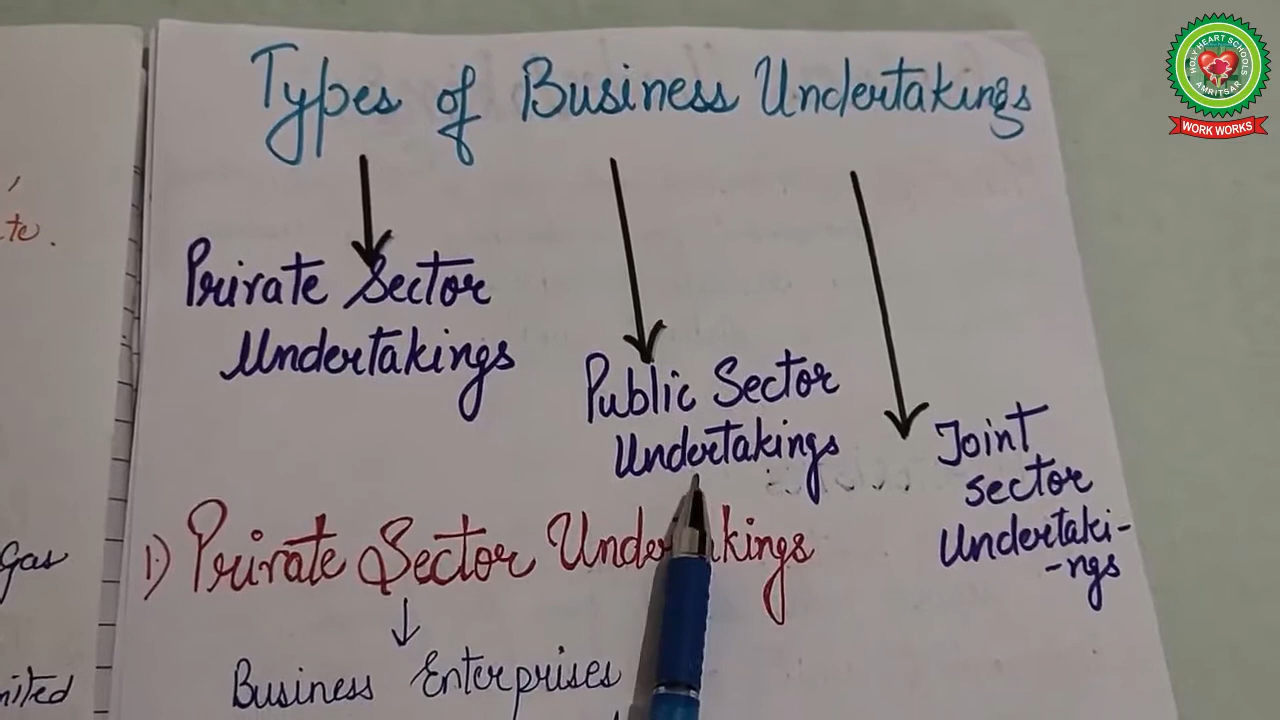 Types of Business Undertakings
Private Sector
Undertakings
Public Sector
Undertakings
Joint
sector
Undertaki-
-ngs
1) Private Sector Undertakings
Business Enterprises
Gas
HOLY HEART SCHOOLS
AMRITSAR
WORK WORKS